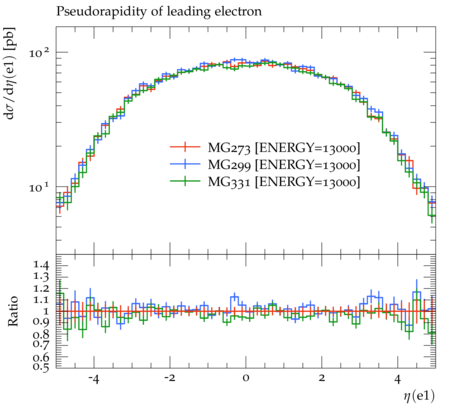 Pseudorapidity of leading electron
dσ/dη(e1) [pb]
10²
10¹
MG273 [ENERGY=13000]
MG299 [ENERGY=13000]
MG331 [ENERGY=13000]
Ratio
1.4
1.3
1.2
1.1
1
0.9
0.8
0.7
0.6
0.5
-4 -2 0 2 4
η(e1)